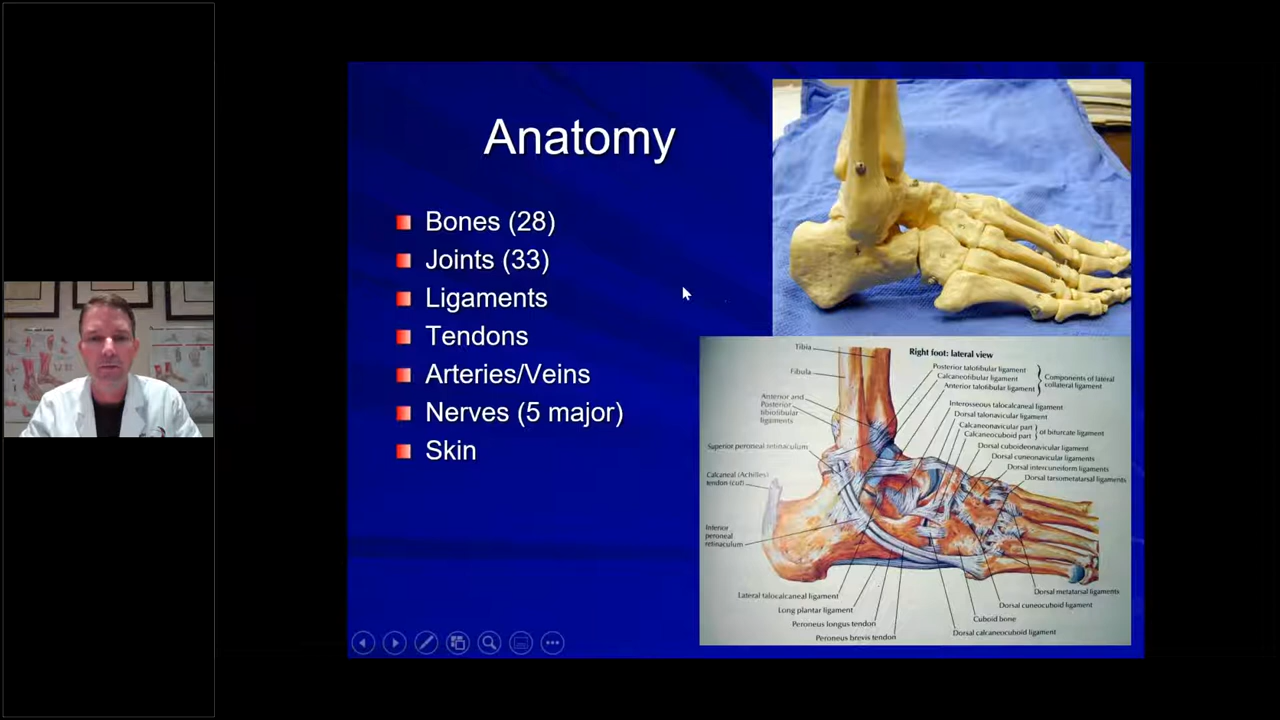 Anatomy
Bones (28)
Joints (33)
Ligaments
Tendons
Arteries/Veins
Nerves (5 major)
Skin
Right foot: lateral view
Tibia
Fibula
Anterior and
Posterior
tibiofibular
ligaments
Superior peroneal retinaculum
Calcaneal (Achilles)
tendon (cut)
Inferior
peroneal
retinaculum
Posterior talofibular ligament
Calcaneofibular ligament
Anterior talofibular ligament
Components of lateral
collateral ligament
Interosseous talocalcaneal ligament
Dorsal talonavicular ligament
Calcaneonavicular part
Calcaneocuboid part
of bifurcate ligament
Dorsal cuboideonavicular ligament
Dorsal cuneonavicular ligaments
Dorsal intercuneiform ligaments
Dorsal tarsometatarsal ligaments
Lateral talocalcaneal ligament
Long plantar ligament
Peroneus longus tendon
Peroneus brevis tendon
Dorsal metatarsal ligaments
Dorsal cuneocuboid ligament
Cuboid bone
Dorsal calcaneocuboid ligament